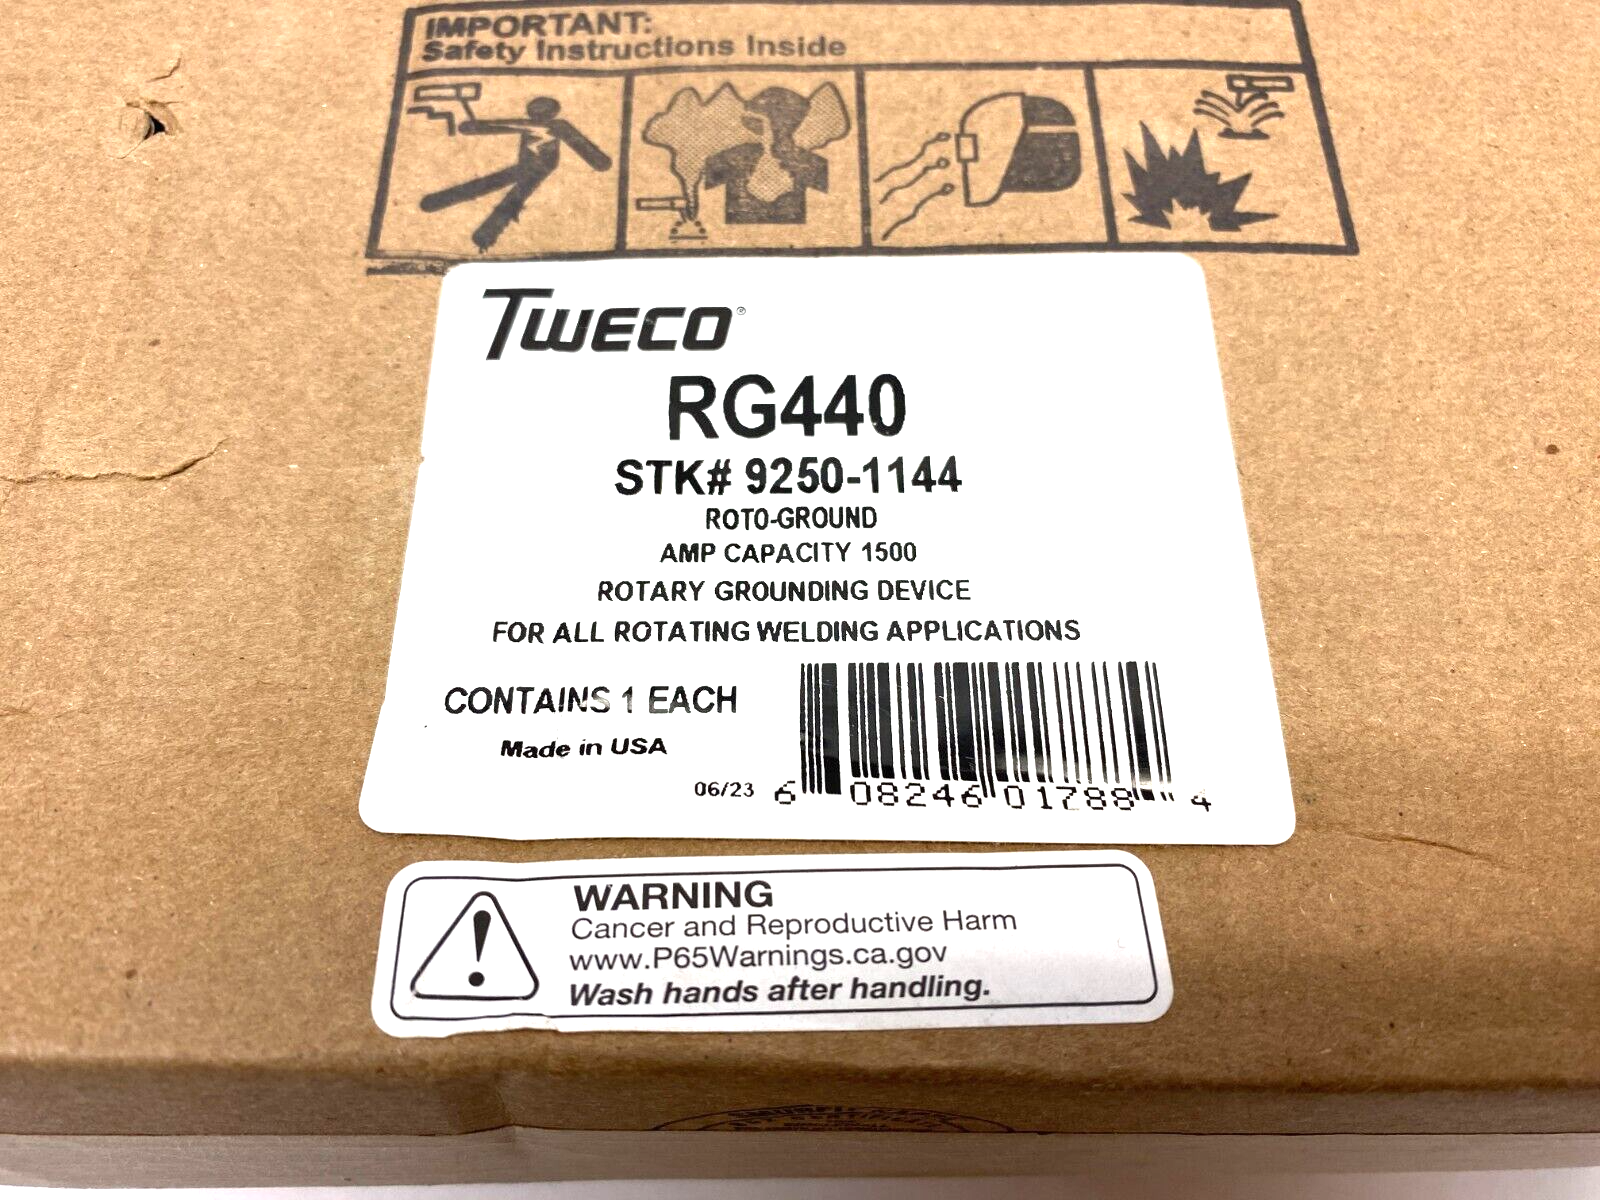 IMPORTANT:
Safety Instructions Inside
TWECO®
RG440
STK# 9250-1144
ROTO-GROUND
AMP CAPACITY 1500
ROTARY GROUNDING DEVICE
FOR ALL ROTATING WELDING APPLICATIONS
CONTAINS 1 EACH
Made in USA
06/23
6 08246 01788 4
WARNING
Cancer and Reproductive Harm
www.P65Warnings.ca.gov
Wash hands after handling.